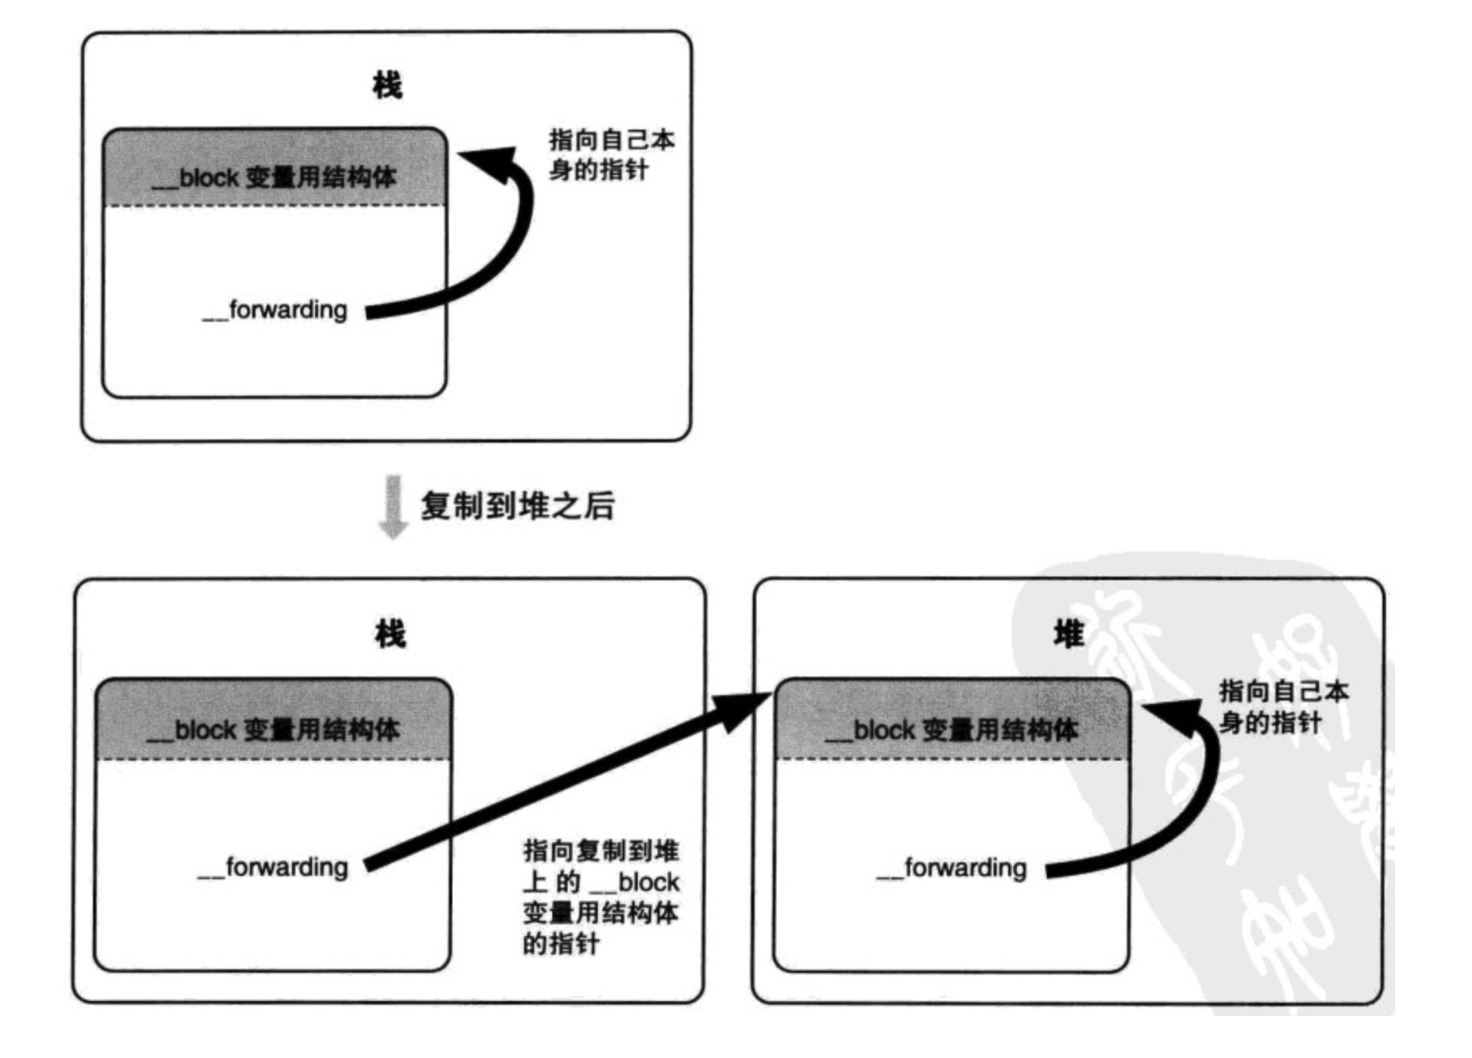 栈
__block 变量用结构体
指向自己本
身的指针
__forwarding
复制到堆之后
栈
__block 变量用结构体
__forwarding
指向复制到堆
上 的 __block
变量用结构体
的指针
堆
__block 变量用结构体
指向自己本
身的指针
__forwarding